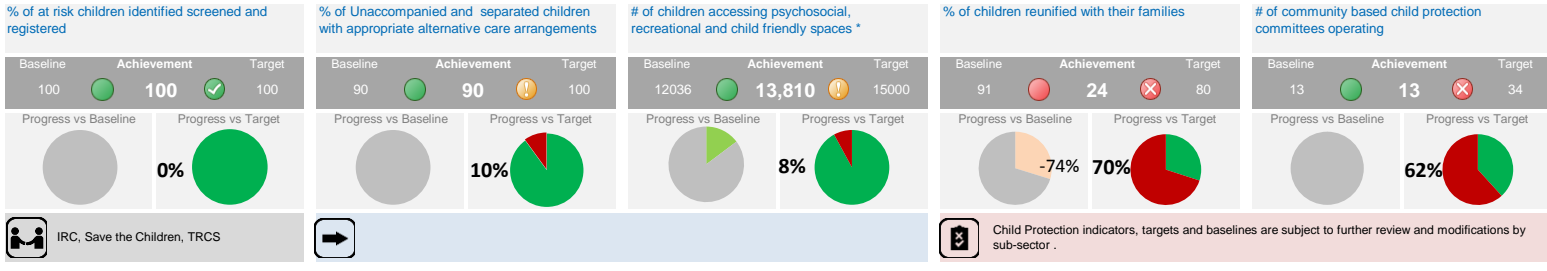 % of at risk children identified screened and
registered
Baseline Achievement Target
100 100 100
Progress vs Baseline Progress vs Target
0%
% of Unaccompanied and  separated children
with appropriate alternative care arrangements
Baseline Achievement Target
90 90 100
Progress vs Baseline Progress vs Target
10%
# of children accessing psychosocial,
recreational and child friendly spaces *
Baseline Achievement Target
12036 13,810 15000
Progress vs Baseline Progress vs Target
8%
% of children reunified with their families
Baseline Achievement Target
91 24 80
Progress vs Baseline Progress vs Target
-74% 70%
# of community based child protection
committees operating
Baseline Achievement Target
13 13 34
Progress vs Baseline Progress vs Target
62%
IRC, Save the Children, TRCS
Child Protection indicators, targets and baselines are subject to further review and modifications by
sub-sector .